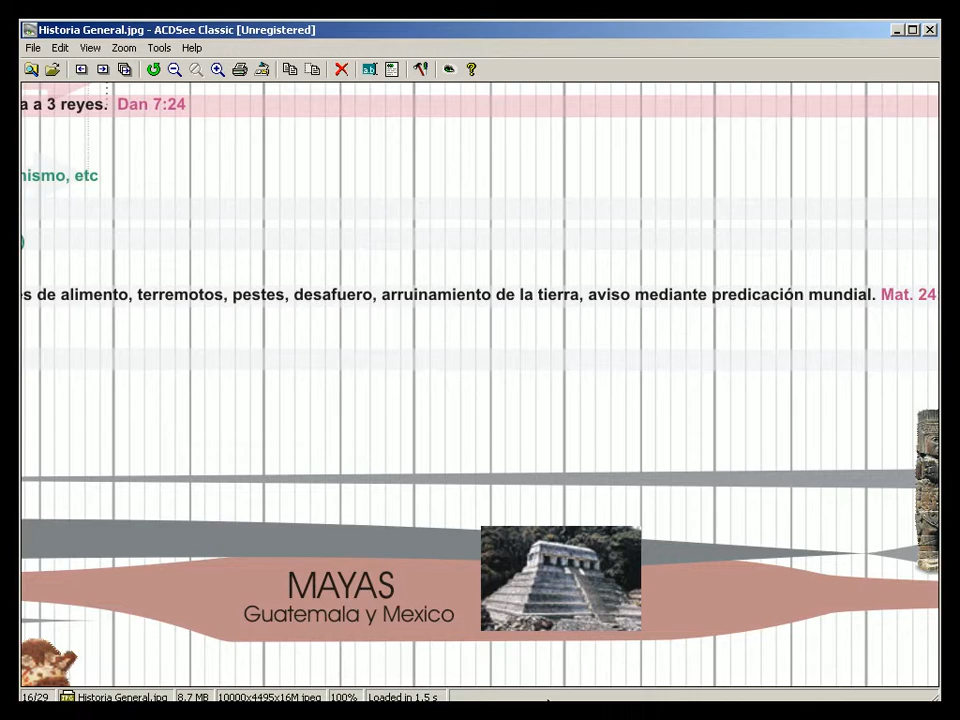 Historia General.jpg - ACDSee Classic [Unregistered]
File Edit View Zoom Tools Help
a a 3 reyes. Dan 7:24
nismo, etc
)
es de alimento, terremotos, pestes, desafuero, arruinamiento de la tierra, aviso mediante predicación mundial. Mat. 24
MAYAS
Guatemala y Mexico
16/29 Historia General.jpg 8.7 MB 10000x4495x16M jpeg 100% Loaded in 1.5 s